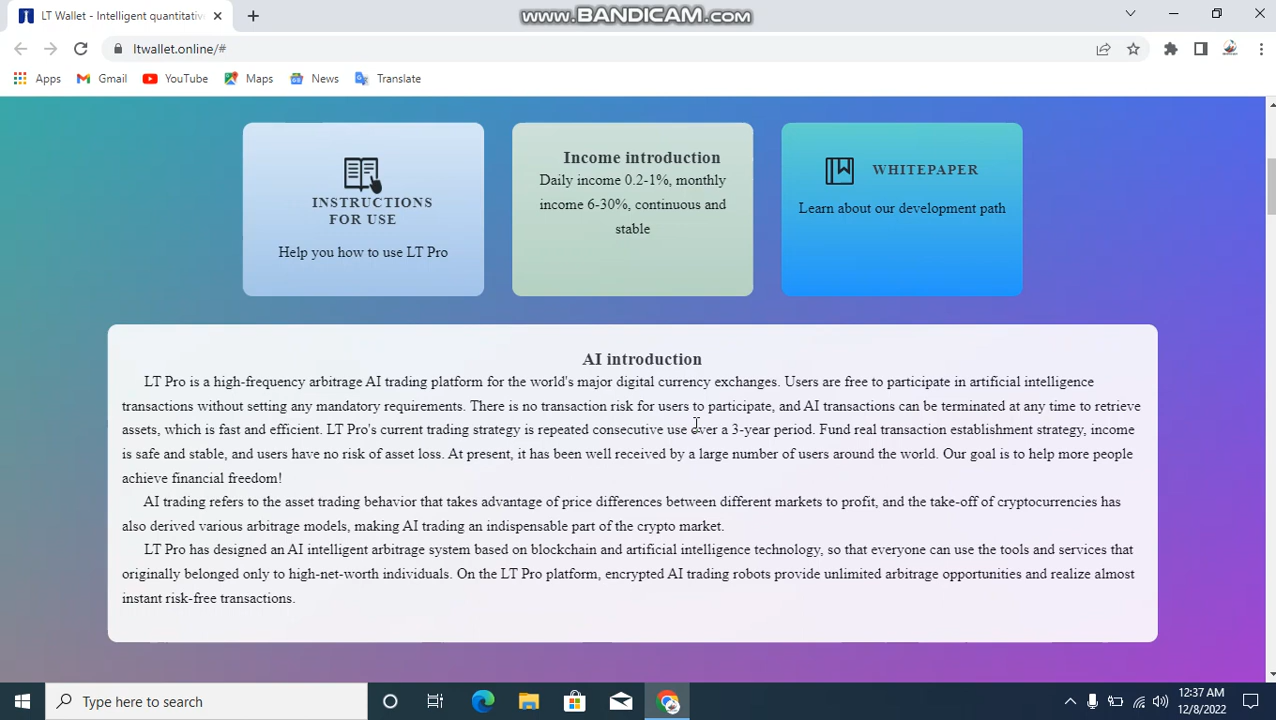 LT Wallet - Intelligent quantitativ
www.BANDICAM.com
ltwallet.online/#
Apps
Gmail
YouTube
Maps
News
Translate
INSTRUCTIONS
FOR USE
Help you how to use LT Pro
Income introduction
Daily income 0.2-1%, monthly
income 6-30%, continuous and
stable
WHITEPAPER
Learn about our development path
AI introduction
LT Pro is a high-frequency arbitrage AI trading platform for the world's major digital currency exchanges. Users are free to participate in artificial intelligence
transactions without setting any mandatory requirements. There is no transaction risk for users to participate, and AI transactions can be terminated at any time to retrieve
assets, which is fast and efficient. LT Pro's current trading strategy is repeated consecutive use over a 3-year period. Fund real transaction establishment strategy, income
is safe and stable, and users have no risk of asset loss. At present, it has been well received by a large number of users around the world. Our goal is to help more people
achieve financial freedom!
AI trading refers to the asset trading behavior that takes advantage of price differences between different markets to profit, and the take-off of cryptocurrencies has
also derived various arbitrage models, making AI trading an indispensable part of the crypto market.
LT Pro has designed an AI intelligent arbitrage system based on blockchain and artificial intelligence technology, so that everyone can use the tools and services that
originally belonged only to high-net-worth individuals. On the LT Pro platform, encrypted AI trading robots provide unlimited arbitrage opportunities and realize almost
instant risk-free transactions.
Type here to search
12:37 AM
12/8/2022